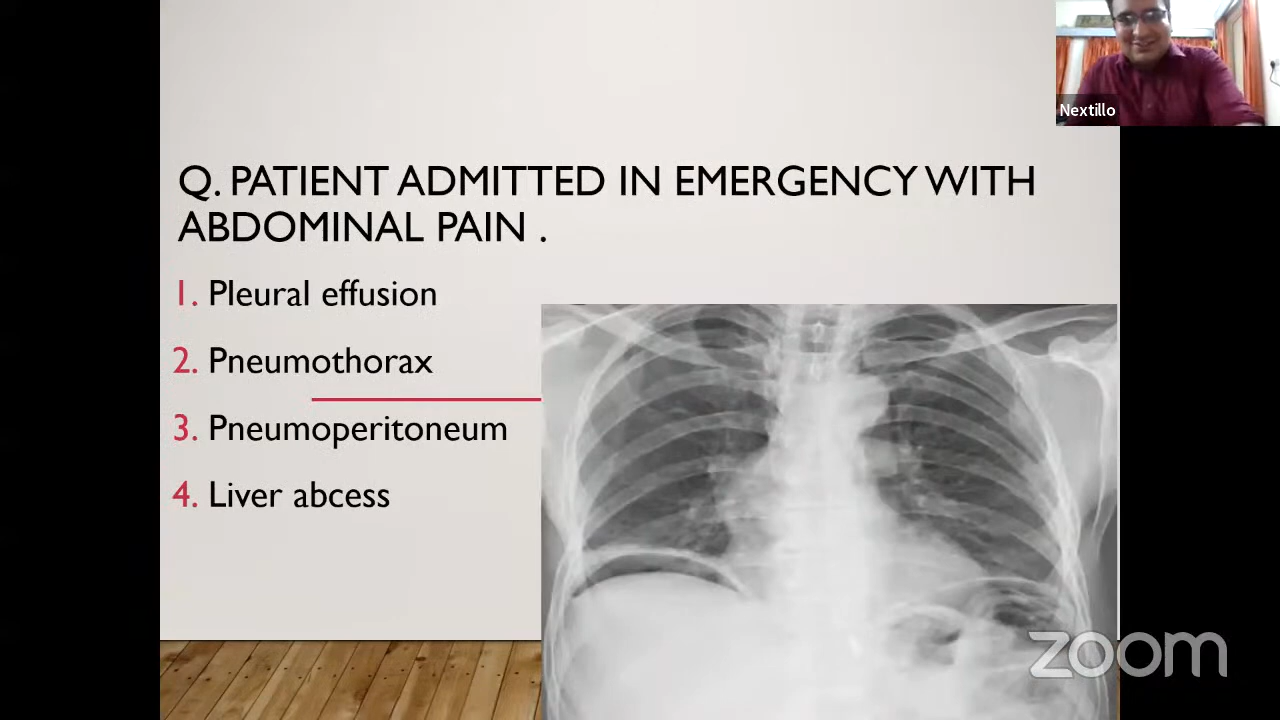 Nextillo
Q. PATIENT ADMITTED IN EMERGENCY WITH
ABDOMINAL PAIN .
1. Pleural effusion
2. Pneumothorax
3. Pneumoperitoneum
4. Liver abcess
zoom